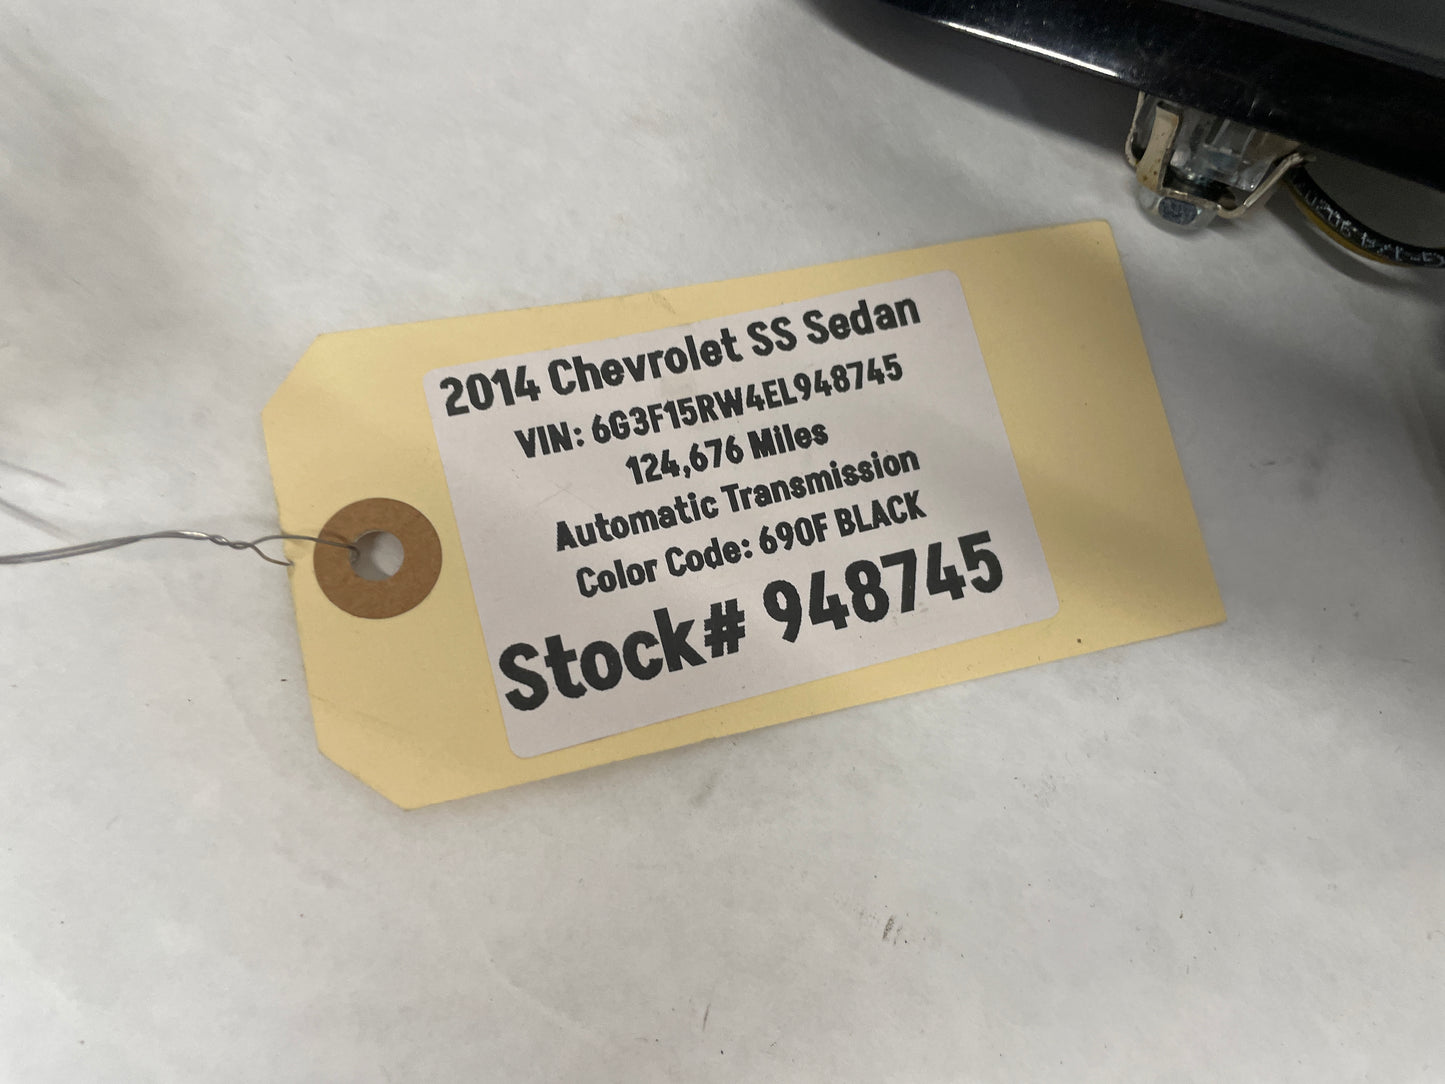 2014 Chevrolet SS Sedan
VIN: 6G3F15RW4EL948745
124,676 Miles
Automatic Transmission
Color Code: 690F BLACK
Stock# 948745